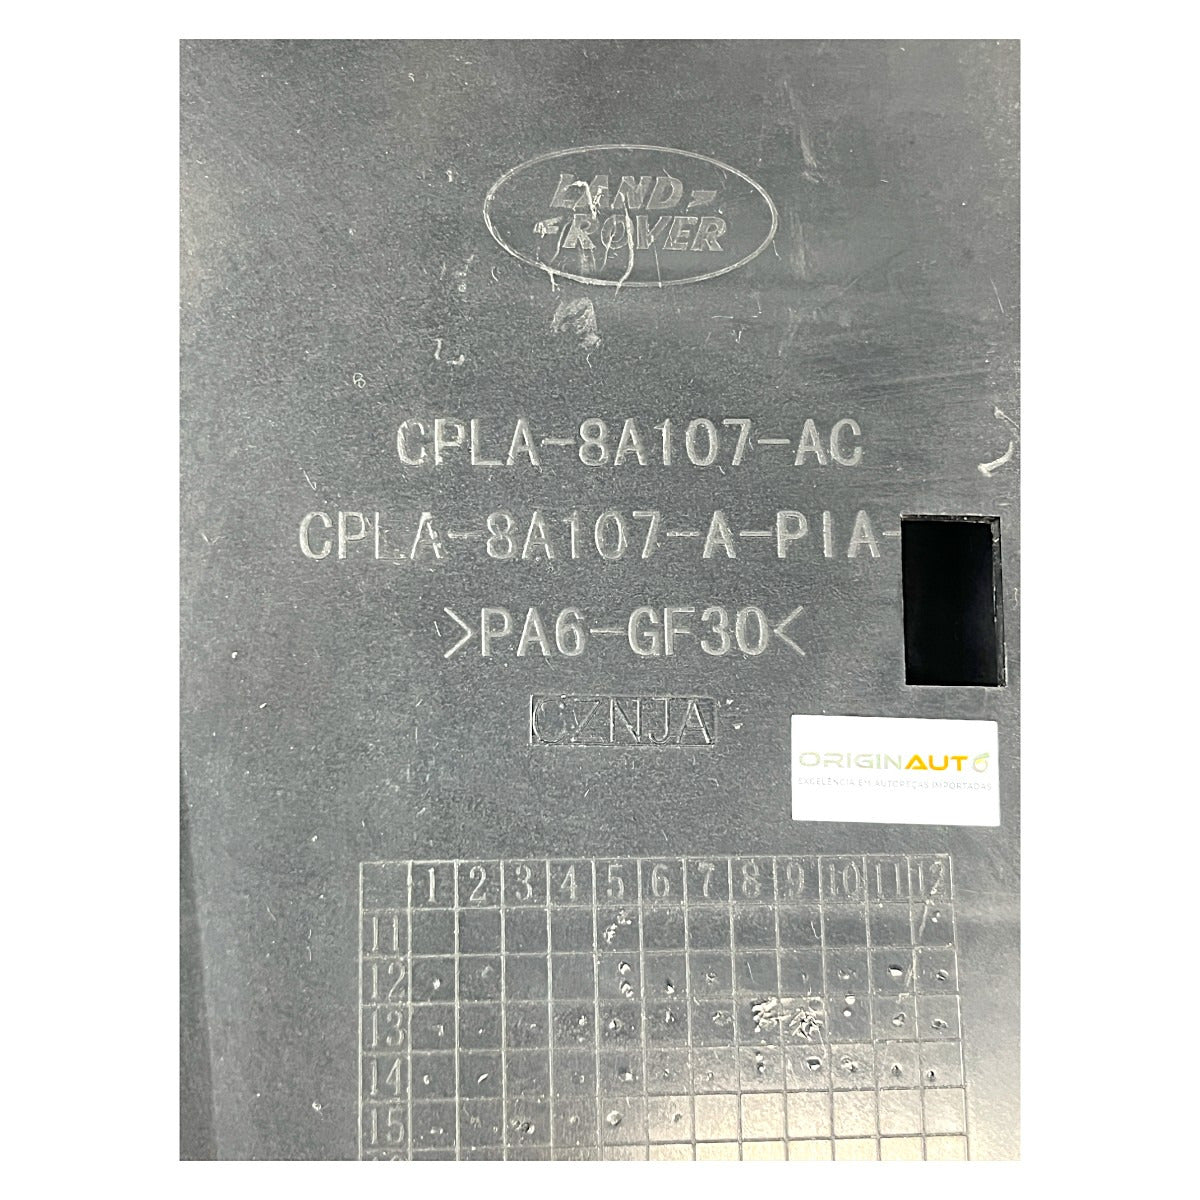 LAND
ROVER
CPLA-8A107-AC
CPLA-8A107-A-PIA-
>PA6-GF30<
CZNJA
ORIGINAUTO
EXCELÊNCIA EM AUTOPEÇAS IMPORTADAS
1 2 3 4 5 6 7 8 9 10 11 12
11
12
13
14
15